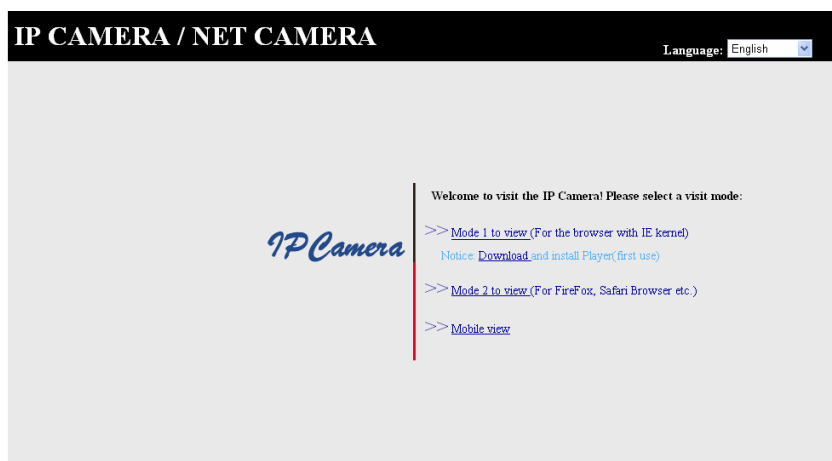 IP CAMERA / NET CAMERA
Language: English
Welcome to visit the IP Camera! Please select a visit mode:
IPCamera
>> Mode 1 to view (For the browser with IE kernel)
Notice: Download and install Player(first use)
>> Mode 2 to view (For FireFox, Safari Browser etc.)
>> Mobile view